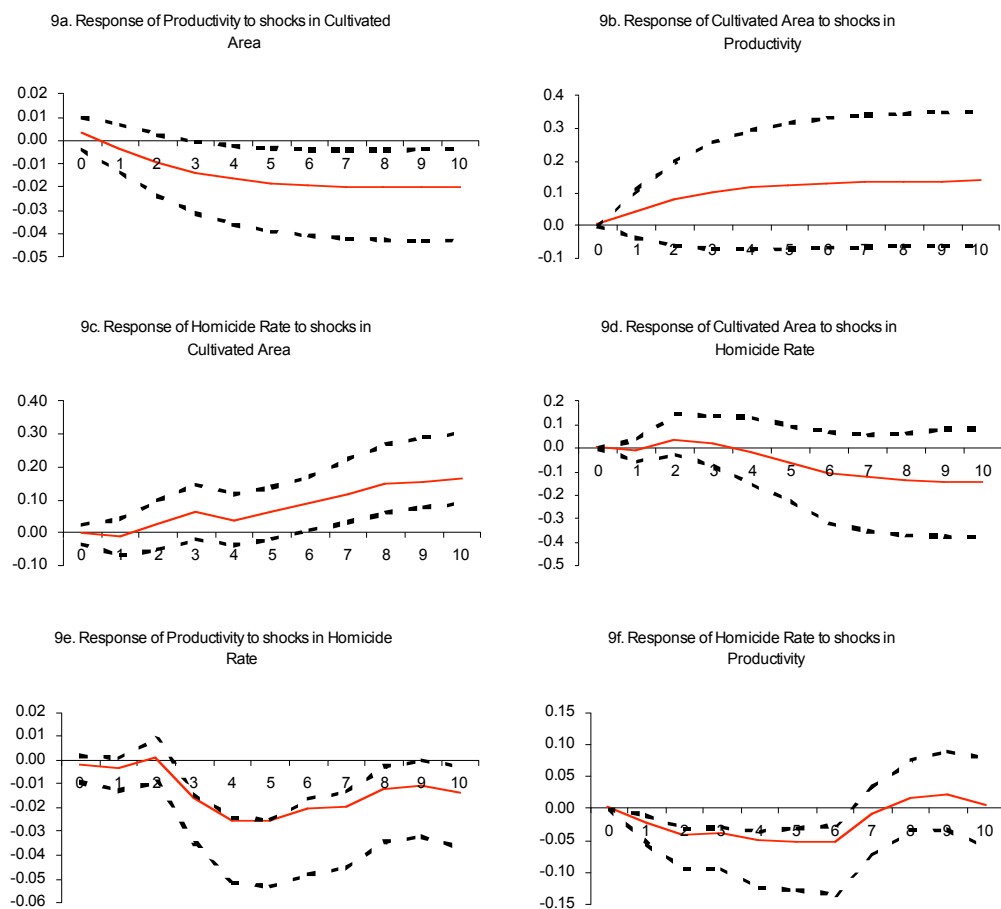 9a. Response of Productivity to shocks in Cultivated
Area
0.02
0.01
0.00
-0.01
-0.02
-0.03
-0.04
-0.05
0 1 2 3 4 5 6 7 8 9 10
9b. Response of Cultivated Area to shocks in
Productivity
0.4
0.3
0.2
0.1
0.0
-0.1
0 1 2 3 4 5 6 7 8 9 10
9c. Response of Homicide Rate to shocks in
Cultivated Area
0.40
0.30
0.20
0.10
0.00
-0.10
0 1 2 3 4 5 6 7 8 9 10
9d. Response of Cultivated Area to shocks in
Homicide Rate
0.2
0.1
0.0
-0.1
-0.2
-0.3
-0.4
-0.5
0 1 2 3 4 5 6 7 8 9 10
9e. Response of Productivity to shocks in Homicide
Rate
0.02
0.01
0.00
-0.01
-0.02
-0.03
-0.04
-0.05
-0.06
0 1 2 3 4 5 6 7 8 9 10
9f. Response of Homicide Rate to shocks in
Productivity
0.15
0.10
0.05
0.00
-0.05
-0.10
-0.15
0 1 2 3 4 5 6 7 8 9 10